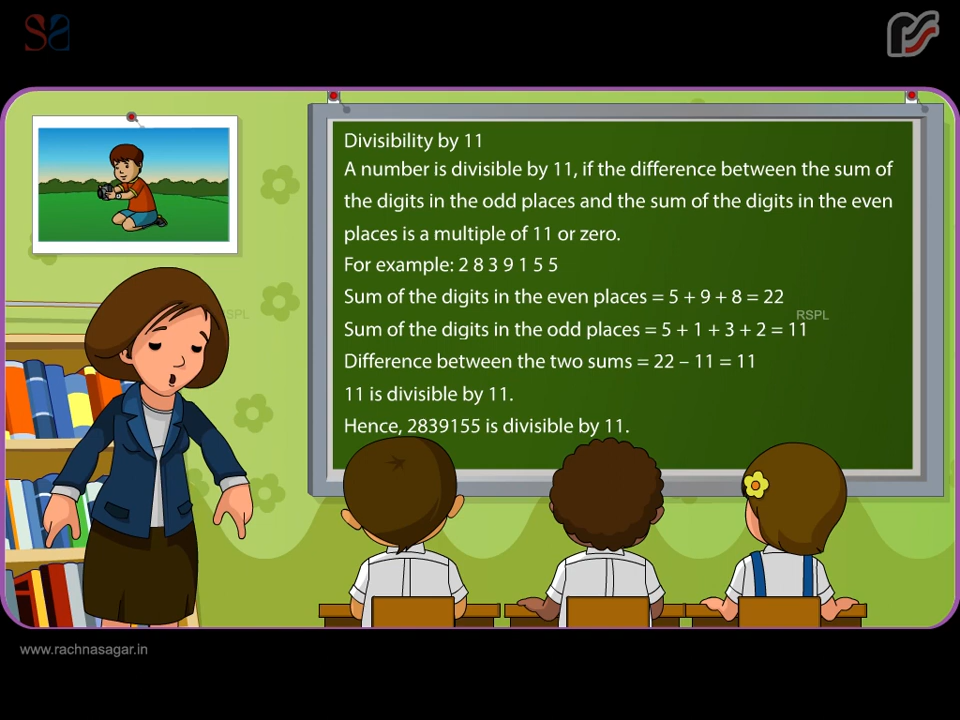 sa
Divisibility by 11
A number is divisible by 11, if the difference between the sum of
the digits in the odd places and the sum of the digits in the even
places is a multiple of 11 or zero.
For example: 2 8 3 9 1 5 5
Sum of the digits in the even places = 5 + 9 + 8 = 22
RSPL
RSPL
Sum of the digits in the odd places = 5 + 1 + 3 + 2 = 11
Difference between the two sums = 22 – 11 = 11
11 is divisible by 11.
Hence, 2839155 is divisible by 11.
www.rachnasagar.in